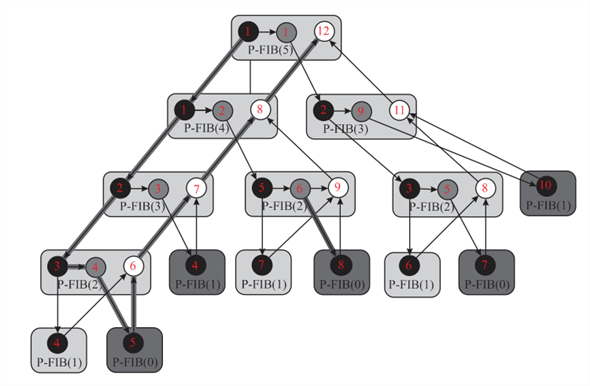 1 1 12
P-FIB(5)
1 2 8 2 9 11
P-FIB(4) P-FIB(3)
2 3 7 5 6 9 3 5 8 10
P-FIB(3) P-FIB(2) P-FIB(2) P-FIB(1)
3 4 6 4 7 8 6 7
P-FIB(2) P-FIB(1) P-FIB(1) P-FIB(0) P-FIB(1) P-FIB(0)
4 5
P-FIB(1) P-FIB(0)